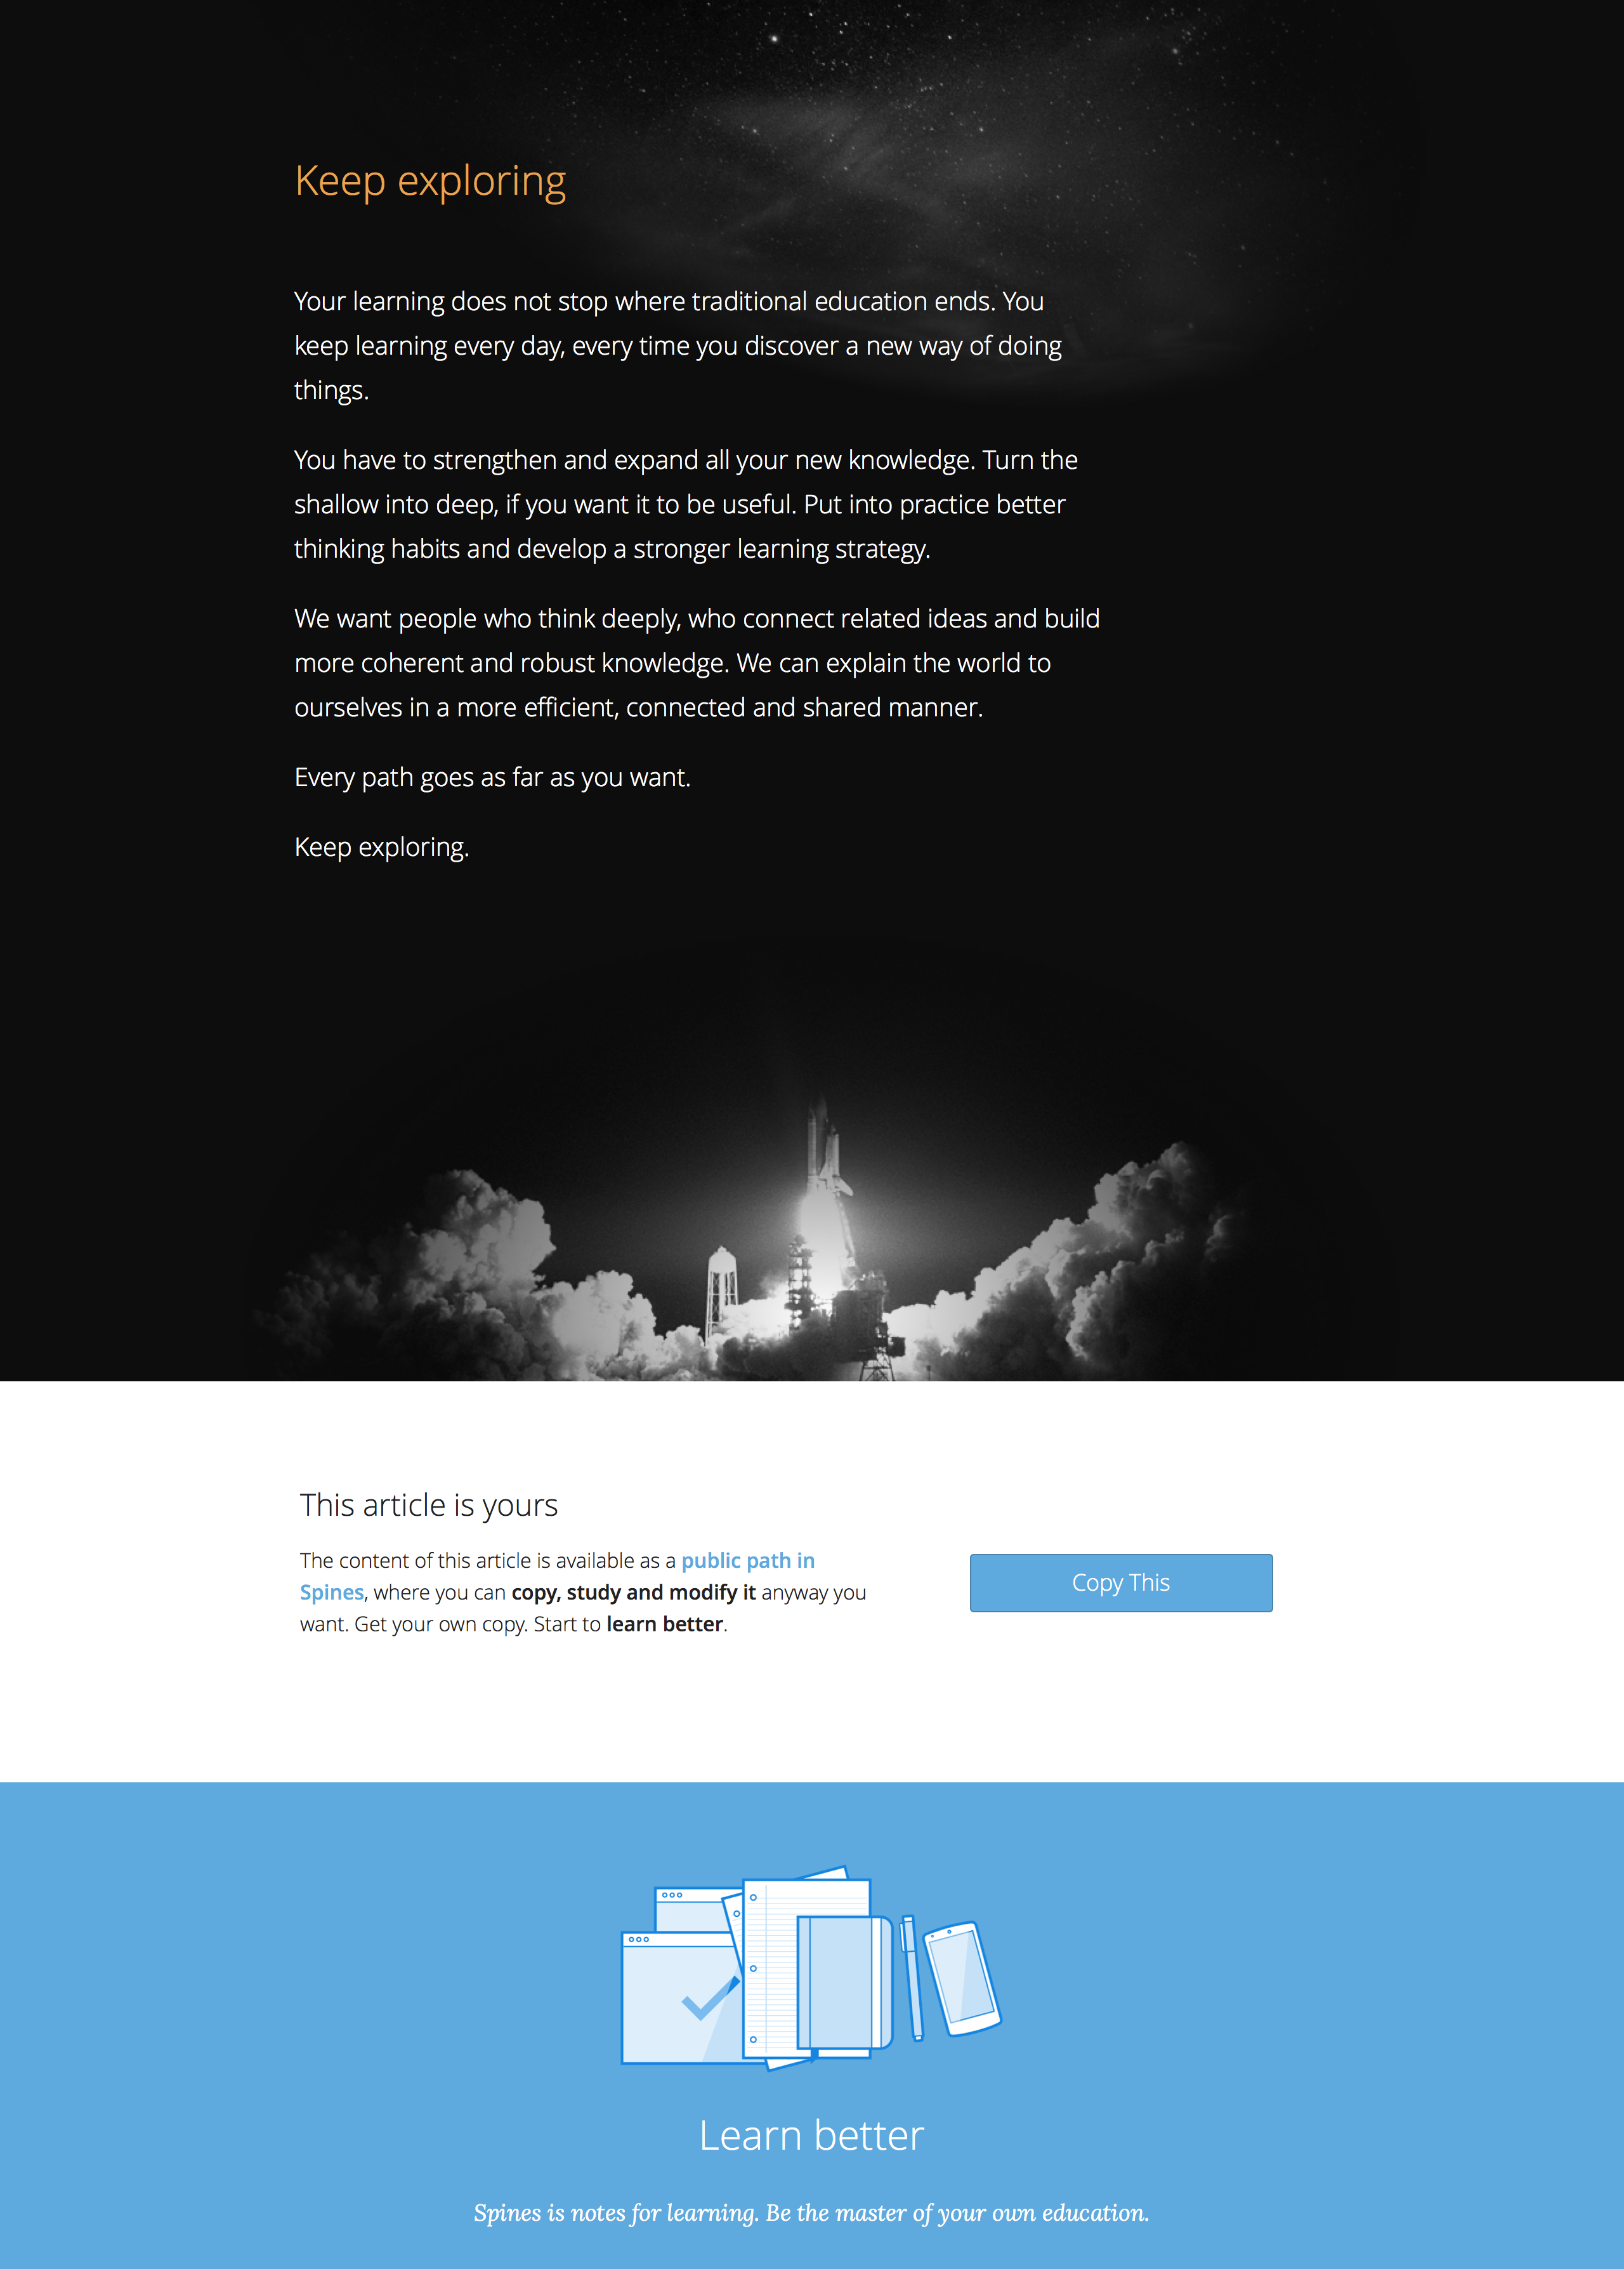 Keep exploring
Your learning does not stop where traditional education ends. You
keep learning every day, every time you discover a new way of doing
things.
You have to strengthen and expand all your new knowledge. Turn the
shallow into deep, if you want it to be useful. Put into practice better
thinking habits and develop a stronger learning strategy.
We want people who think deeply, who connect related ideas and build
more coherent and robust knowledge. We can explain the world to
ourselves in a more efficient, connected and shared manner.
Every path goes as far as you want.
Keep exploring.
This article is yours
The content of this article is available as a public path in
Spines, where you can copy, study and modify it anyway you
want. Get your own copy. Start to learn better.
Copy This
Learn better
Spines is notes for learning. Be the master of your own education.